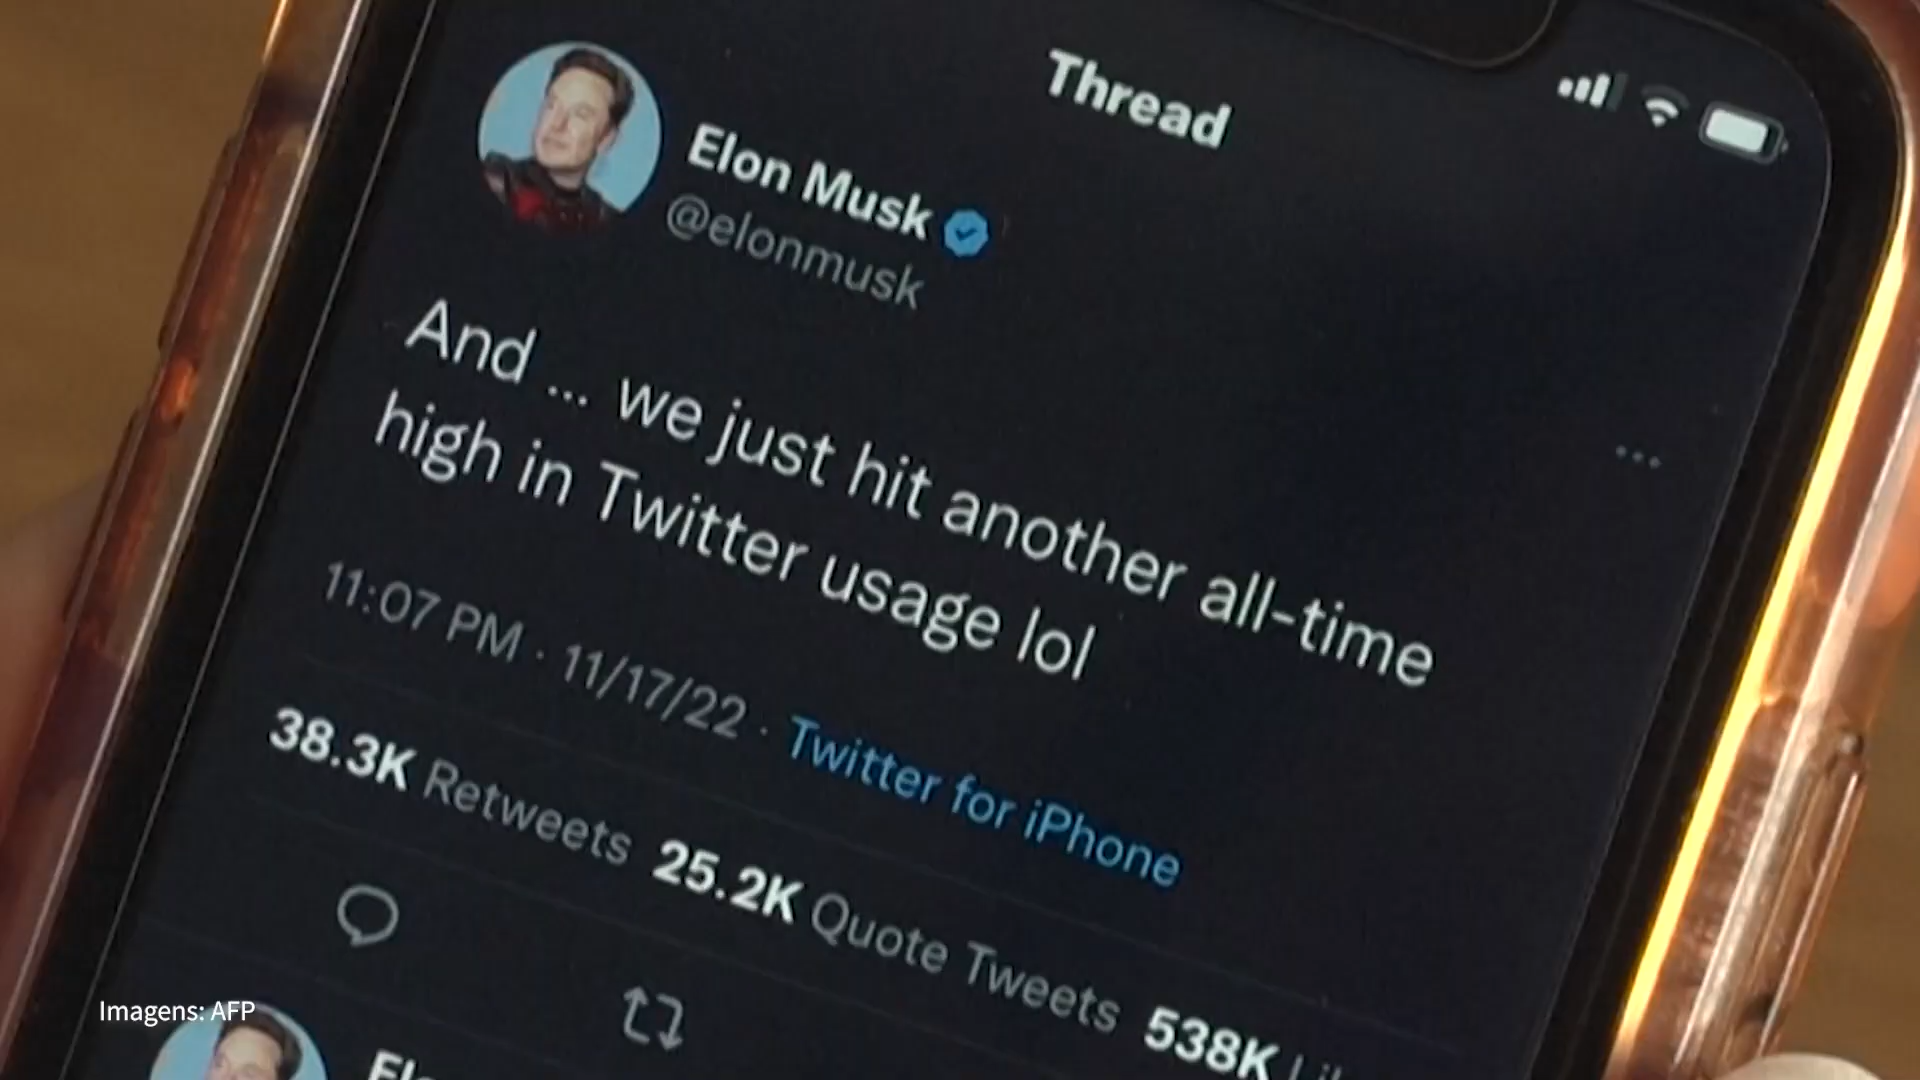 Thread
Elon Musk
@elonmusk
And ... we just hit another all-time
high in Twitter usage lol
11:07 PM · 11/17/22 · Twitter for iPhone
38.3K Retweets 25.2K Quote Tweets 538K
Imagens: AFP